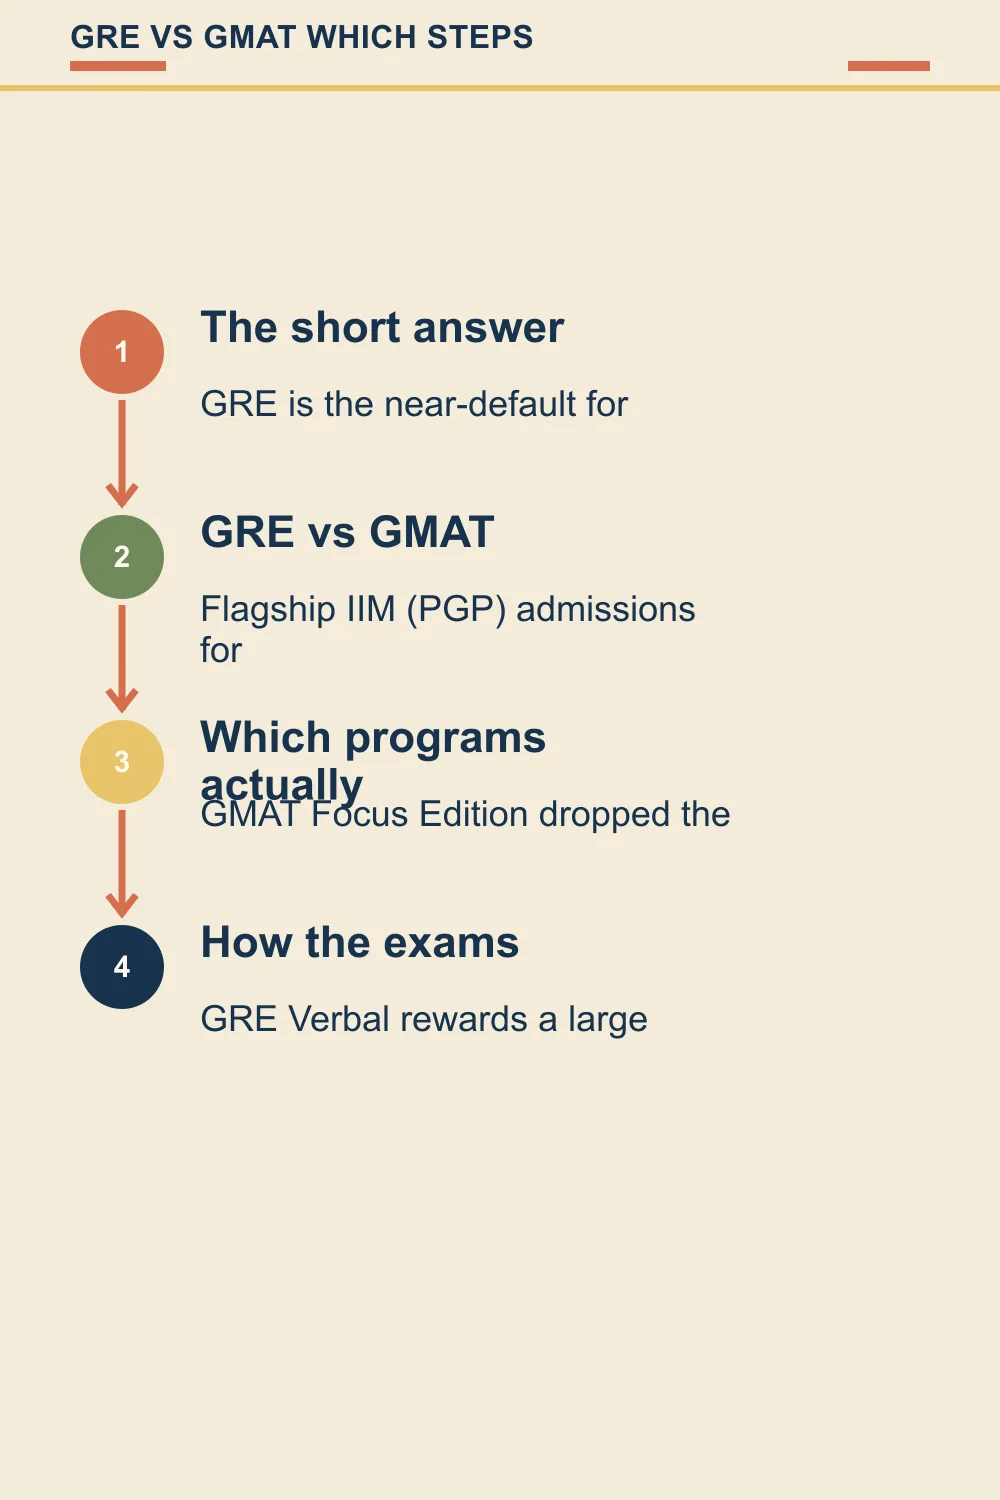 GRE VS GMAT WHICH STEPS
1
The short answer
GRE is the near-default for
2
GRE vs GMAT
Flagship IIM (PGP) admissions
for
3
Which programs
actually
GMAT Focus Edition dropped the
4
How the exams
GRE Verbal rewards a large